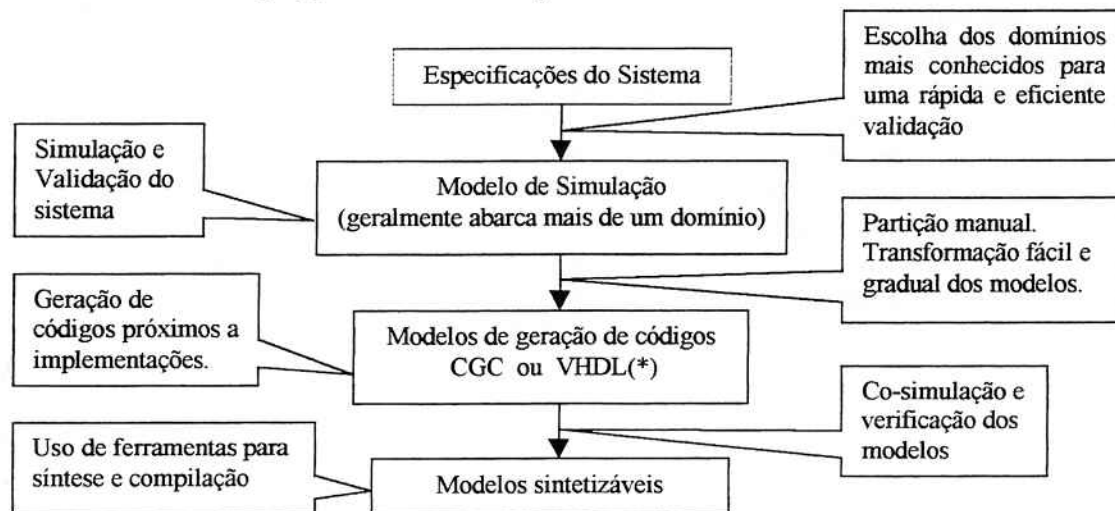 Especificações do Sistema
Escolha dos domínios
mais conhecidos para
uma rápida e eficiente
validação
Simulação e
Validação do
sistema
Modelo de Simulação
(geralmente abarca mais de um domínio)
Partição manual.
Transformação fácil e
gradual dos modelos.
Geração de
códigos próximos a
implementações.
Modelos de geração de códigos
CGC ou VHDL(*)
Co-simulação e
verificação dos
modelos
Uso de ferramentas para
síntese e compilação
Modelos sintetizáveis